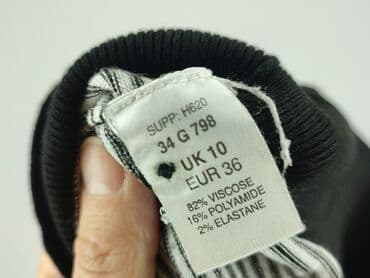 SUPP: H620
34 G 798
UK 10
EUR 36
82% VISCOSE
16% POLYAMIDE
2% ELASTANE